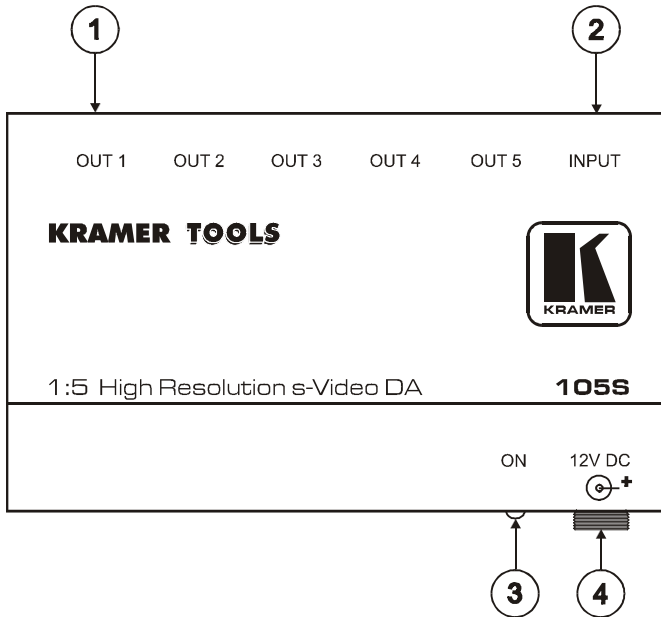 1 2
OUT 1 OUT 2 OUT 3 OUT 4 OUT 5 INPUT
KRAMER TOOLS
KRAMER
1:5 High Resolution s-Video DA 105S
ON 12V DC
+
3 4